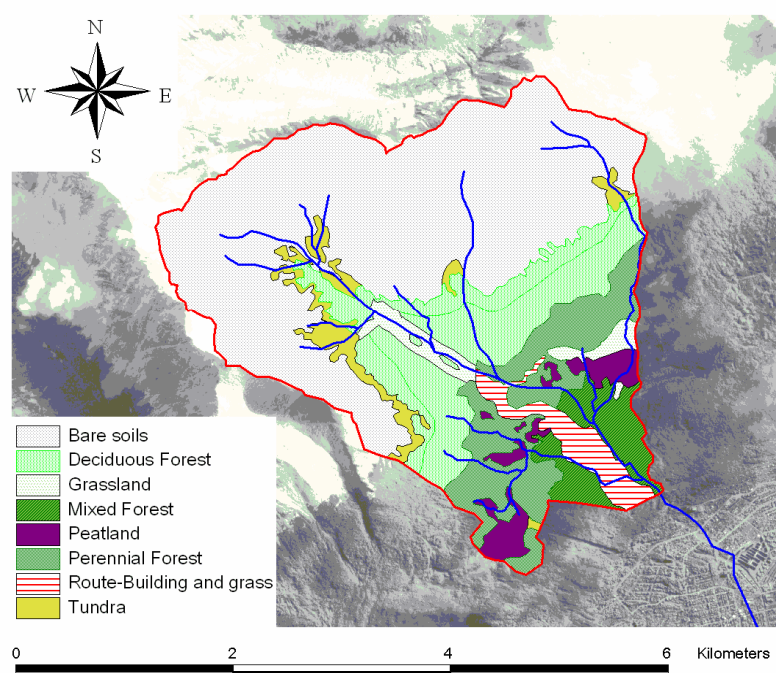 N
W
E
S
Bare soils
Deciduous Forest
Grassland
Mixed Forest
Peatland
Perennial Forest
Route-Building and grass
Tundra
0 2 4 6 Kilometers